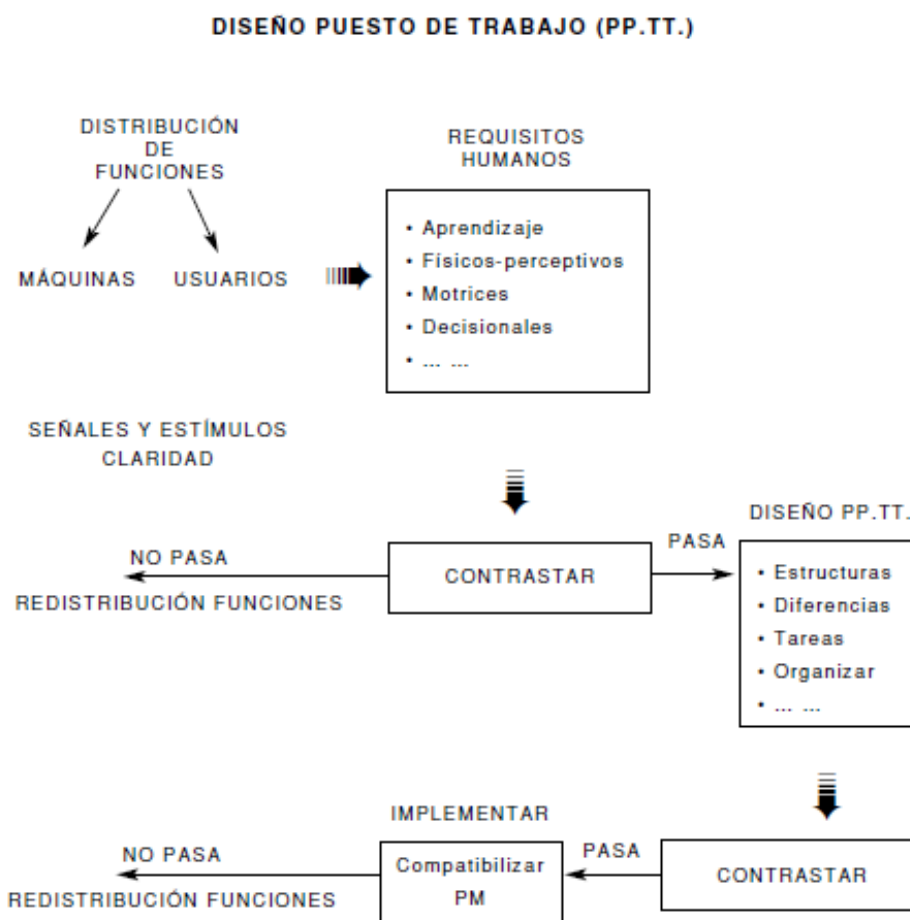 DISEÑO PUESTO DE TRABAJO (PP.TT.)
DISTRIBUCIÓN
DE
FUNCIONES
MÁQUINAS
USUARIOS
REQUISITOS
HUMANOS
• Aprendizaje
• Físicos-perceptivos
• Motrices
• Decisionales
• ... ...
SEÑALES Y ESTÍMULOS
CLARIDAD
NO PASA
REDISTRIBUCIÓN FUNCIONES
CONTRASTAR
PASA
DISEÑO PP.TT.
• Estructuras
• Diferencias
• Tareas
• Organizar
• ... ...
NO PASA
REDISTRIBUCIÓN FUNCIONES
IMPLEMENTAR
Compatibilizar
PM
PASA
CONTRASTAR